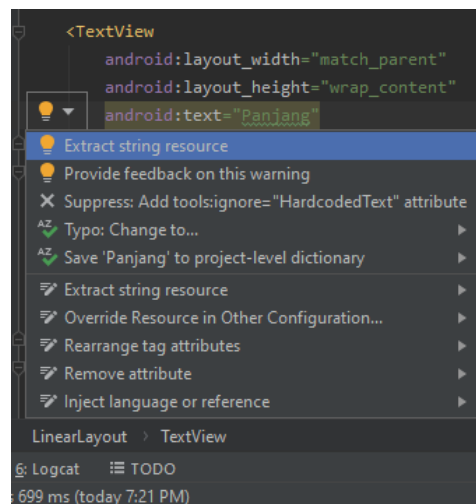 <TextView
android:layout_width="match_parent"
android:layout_height="wrap_content"
android:text="Panjang"
Extract string resource
Provide feedback on this warning
Suppress: Add tools:ignore="HardcodedText" attribute
Typo: Change to...
Save 'Panjang' to project-level dictionary
Extract string resource
Override Resource in Other Configuration...
Rearrange tag attributes
Remove attribute
Inject language or reference
LinearLayout > TextView
6: Logcat TODO
699 ms (today 7:21 PM)